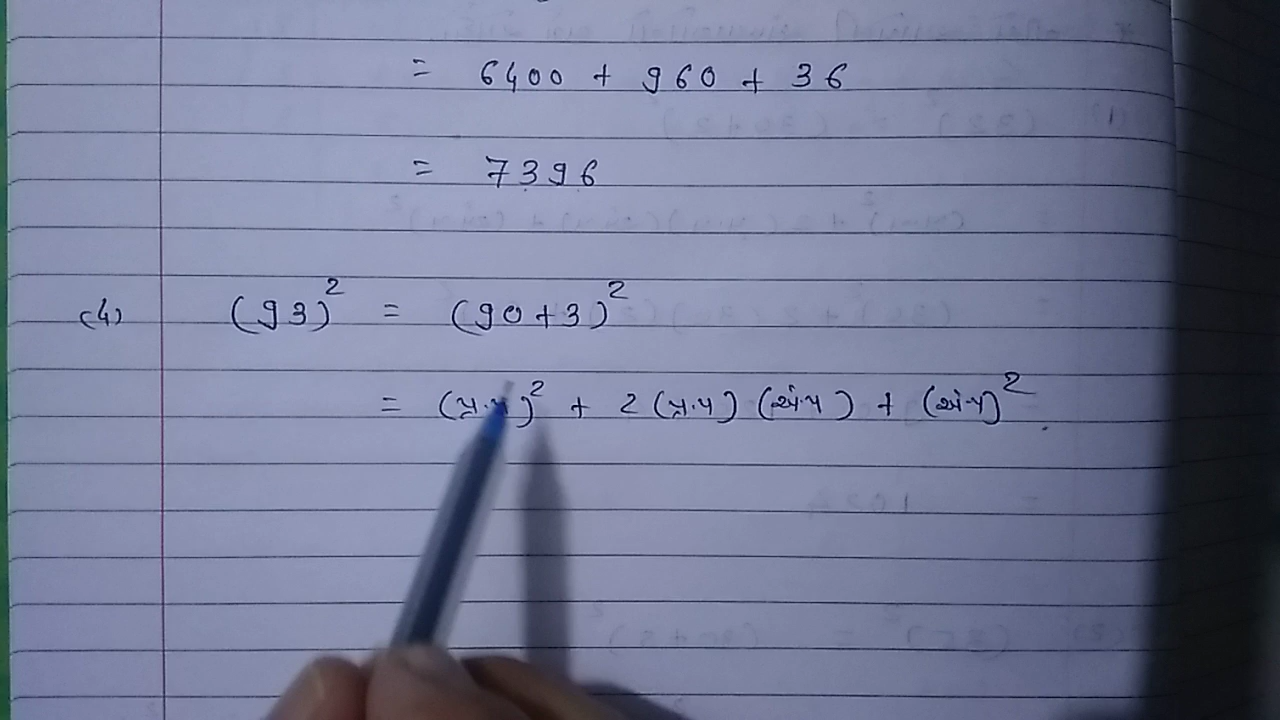 = 6400 + 960 + 36
= 7396
(4) (93)² = (90+3)²
= (પ્ર.પ)² + 2 (પ્ર.પ) (અં.પ) + (અં.પ)².